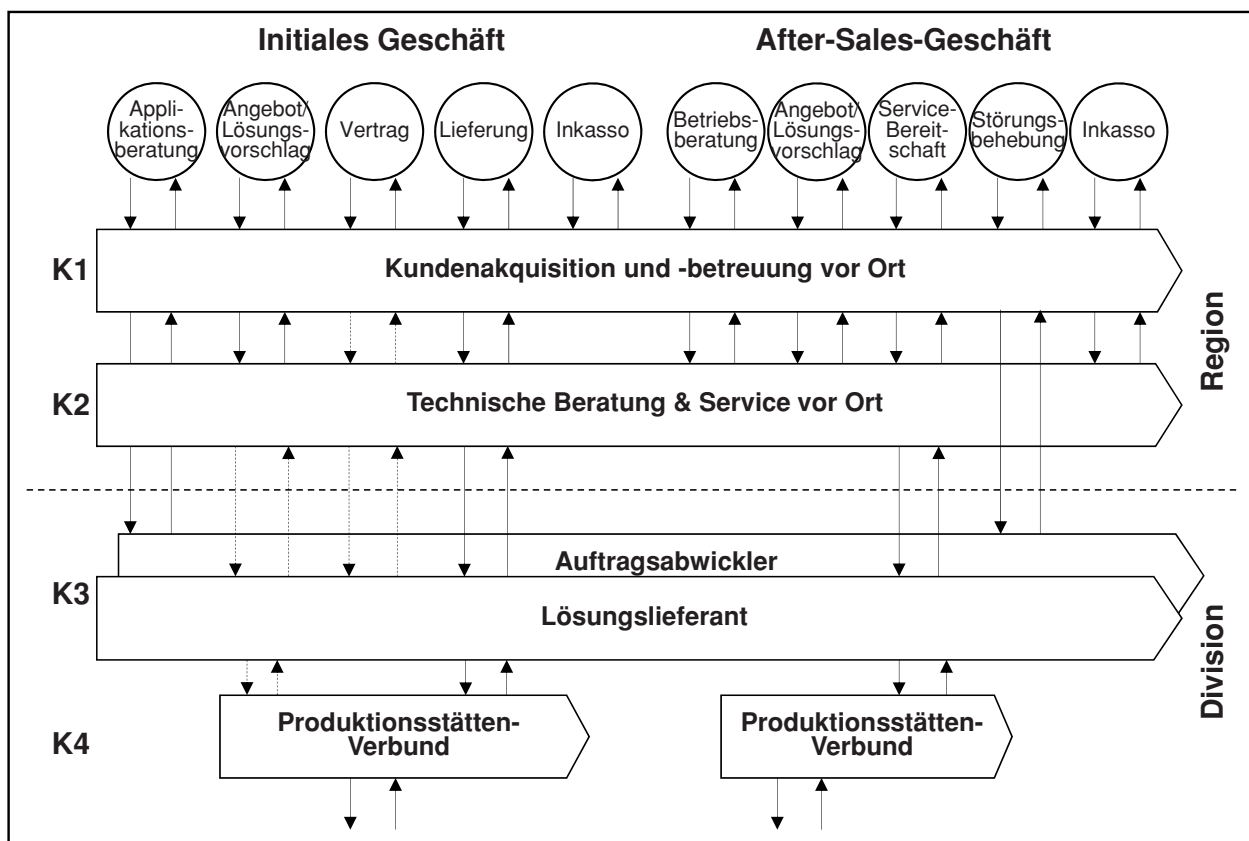 Initiales Geschäft
After-Sales-Geschäft
Appli-
kations-
beratung
Angebot/
Lösungs-
vorschlag
Vertrag
Lieferung
Inkasso
Betriebs-
beratung
Angebot/
Lösungs-
vorschlag
Service-
Bereit-
schaft
Störungs-
behebung
Inkasso
K1
Kundenakquisition und -betreuung vor Ort
K2
Technische Beratung & Service vor Ort
Region
K3
Auftragsabwickler
Lösungslieferant
Division
K4
Produktionsstätten-
Verbund
Produktionsstätten-
Verbund